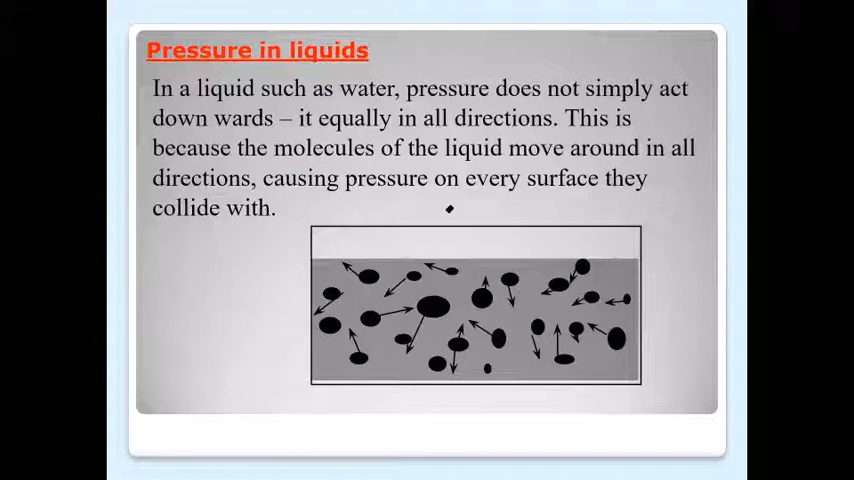 Pressure in liquids
In a liquid such as water, pressure does not simply act
down wards – it equally in all directions. This is
because the molecules of the liquid move around in all
directions, causing pressure on every surface they
collide with.